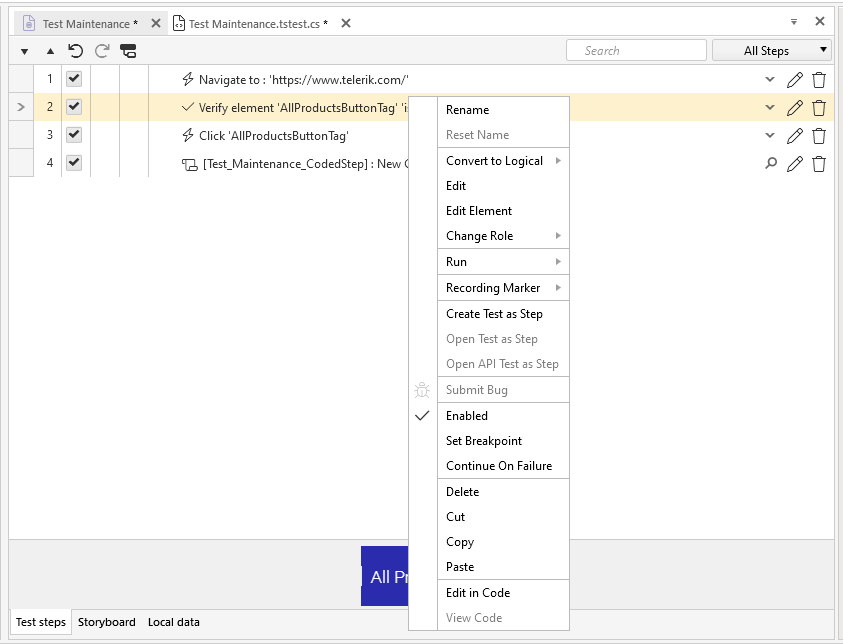 Test Maintenance *
Test Maintenance.tstest.cs *
Search
All Steps
1 Navigate to : 'https://www.telerik.com/'
2 Verify element 'AllProductsButtonTag'
3 Click 'AllProductsButtonTag'
4 [Test_Maintenance_CodedStep] : New
Rename
Reset Name
Convert to Logical
Edit
Edit Element
Change Role
Run
Recording Marker
Create Test as Step
Open Test as Step
Open API Test as Step
Submit Bug
Enabled
Set Breakpoint
Continue On Failure
Delete
Cut
Copy
Paste
Edit in Code
View Code
All
Test steps Storyboard Local data